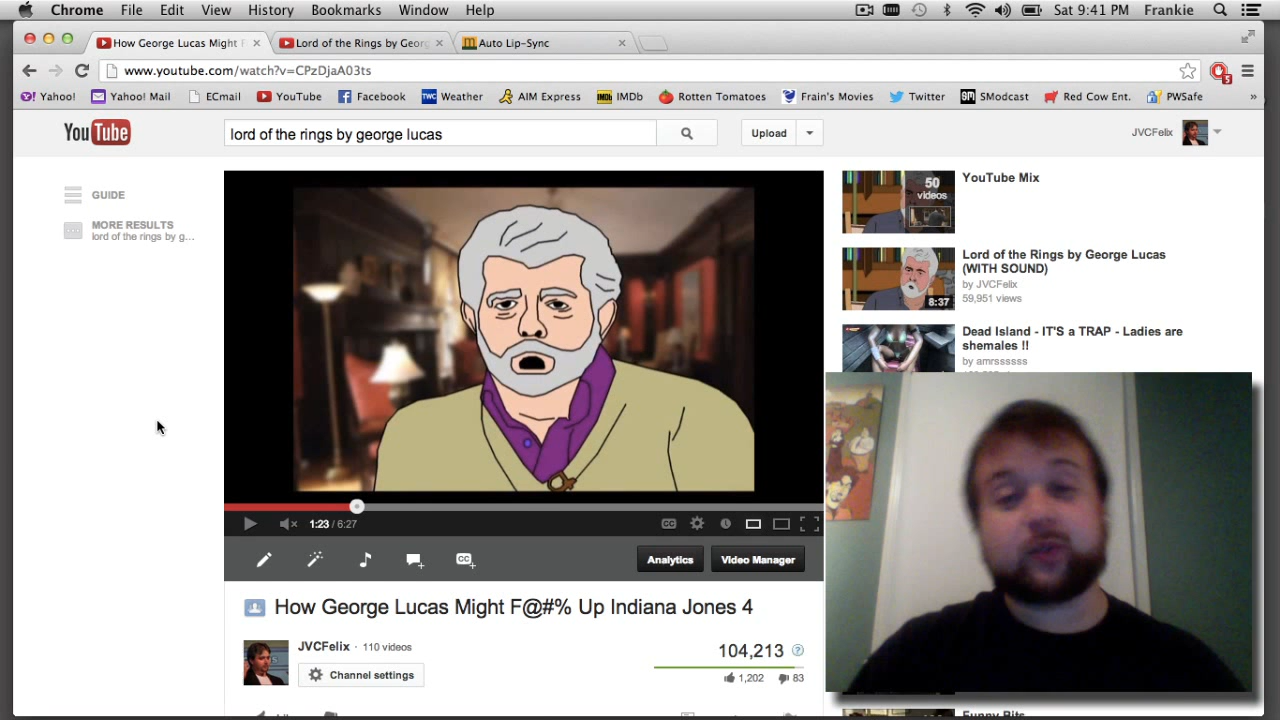 Chrome File Edit View History Bookmarks Window Help Sat 9:41 PM Frankie
How George Lucas Might F
Lord of the Rings by Georg
Auto Lip-Sync
www.youtube.com/watch?v=CPzDjaA03ts
5
Yahoo! Yahoo! Mail ECmail YouTube Facebook Weather AIM Express IMDb Rotten Tomatoes Frain's Movies Twitter SModcast Red Cow Ent. PWSafe »
YouTube
lord of the rings by george lucas
Upload
JVCFelix
GUIDE
MORE RESULTS
lord of the rings by g...
50
videos
YouTube Mix
Lord of the Rings by George Lucas
(WITH SOUND)
by JVCFelix
59,951 views
8:37
Dead Island - IT'S a TRAP - Ladies are
shemales !!
by amrssssss
1:23 / 6:27
CC
Analytics
Video Manager
How George Lucas Might F@#% Up Indiana Jones 4
JVCFelix · 110 videos
Channel settings
104,213
1,202
83
Funny Bits